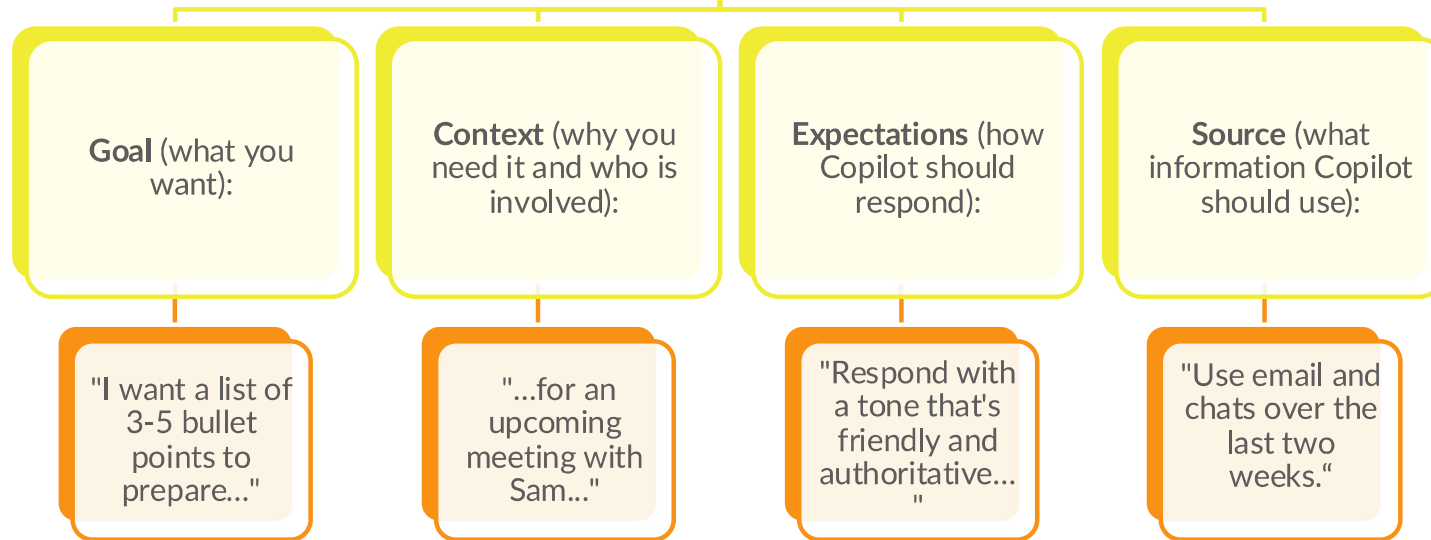 Goal (what you
want):
Context (why you
need it and who is
involved):
Expectations (how
Copilot should
respond):
Source (what
information Copilot
should use):
"I want a list of
3-5 bullet
points to
prepare..."
"...for an
upcoming
meeting with
Sam..."
"Respond with
a tone that's
friendly and
authoritative...
"
"Use email and
chats over the
last two
weeks.“